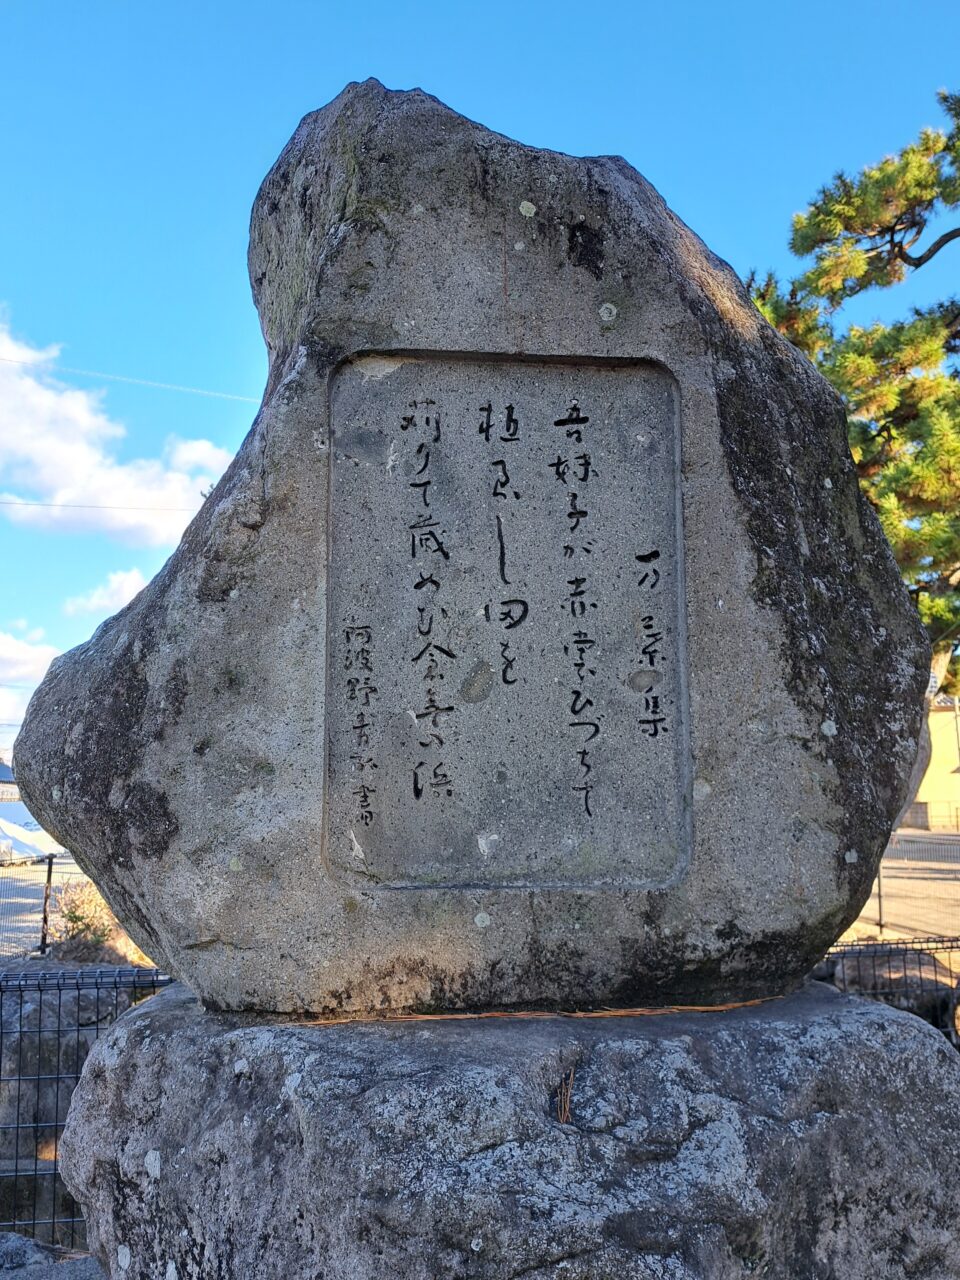 万葉集
吾妹子が赤裳ひづちて
植ゑし田を
刈りて蔵めむ倉無の浜
阿波野青畝書